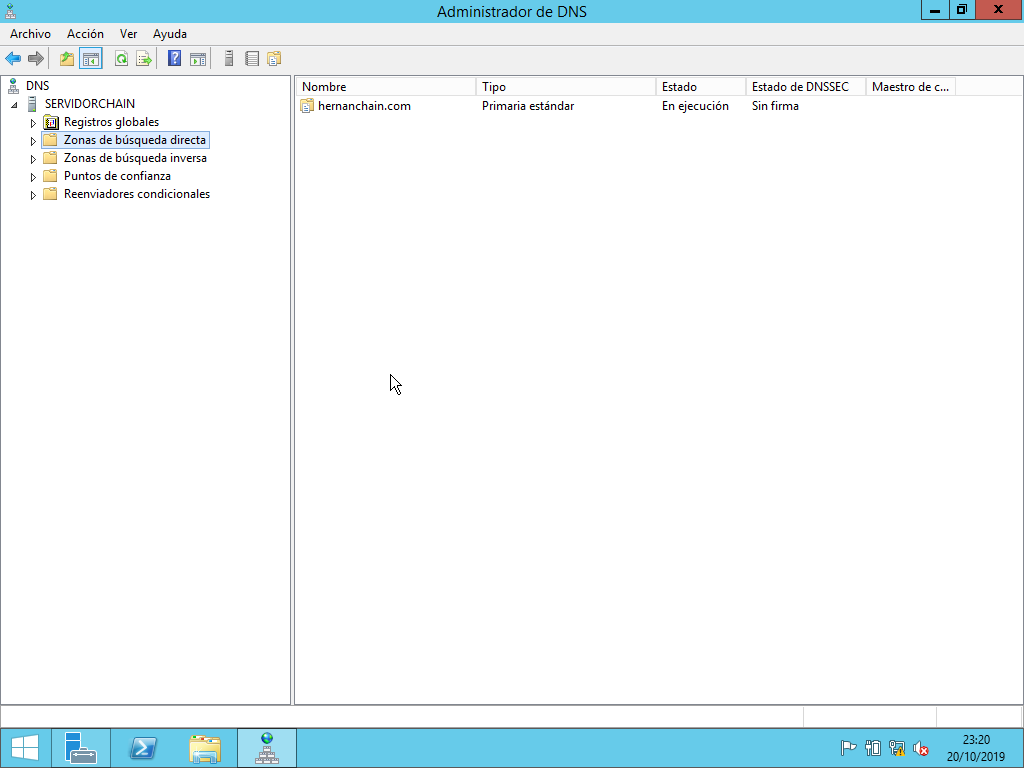 Administrador de DNS
Archivo Acción Ver Ayuda
DNS
SERVIDORCHAIN
Registros globales
Zonas de búsqueda directa
Zonas de búsqueda inversa
Puntos de confianza
Reenviadores condicionales
Nombre Tipo Estado Estado de DNSSEC Maestro de c...
hernanchain.com Primaria estándar En ejecución Sin firma
23:20
20/10/2019